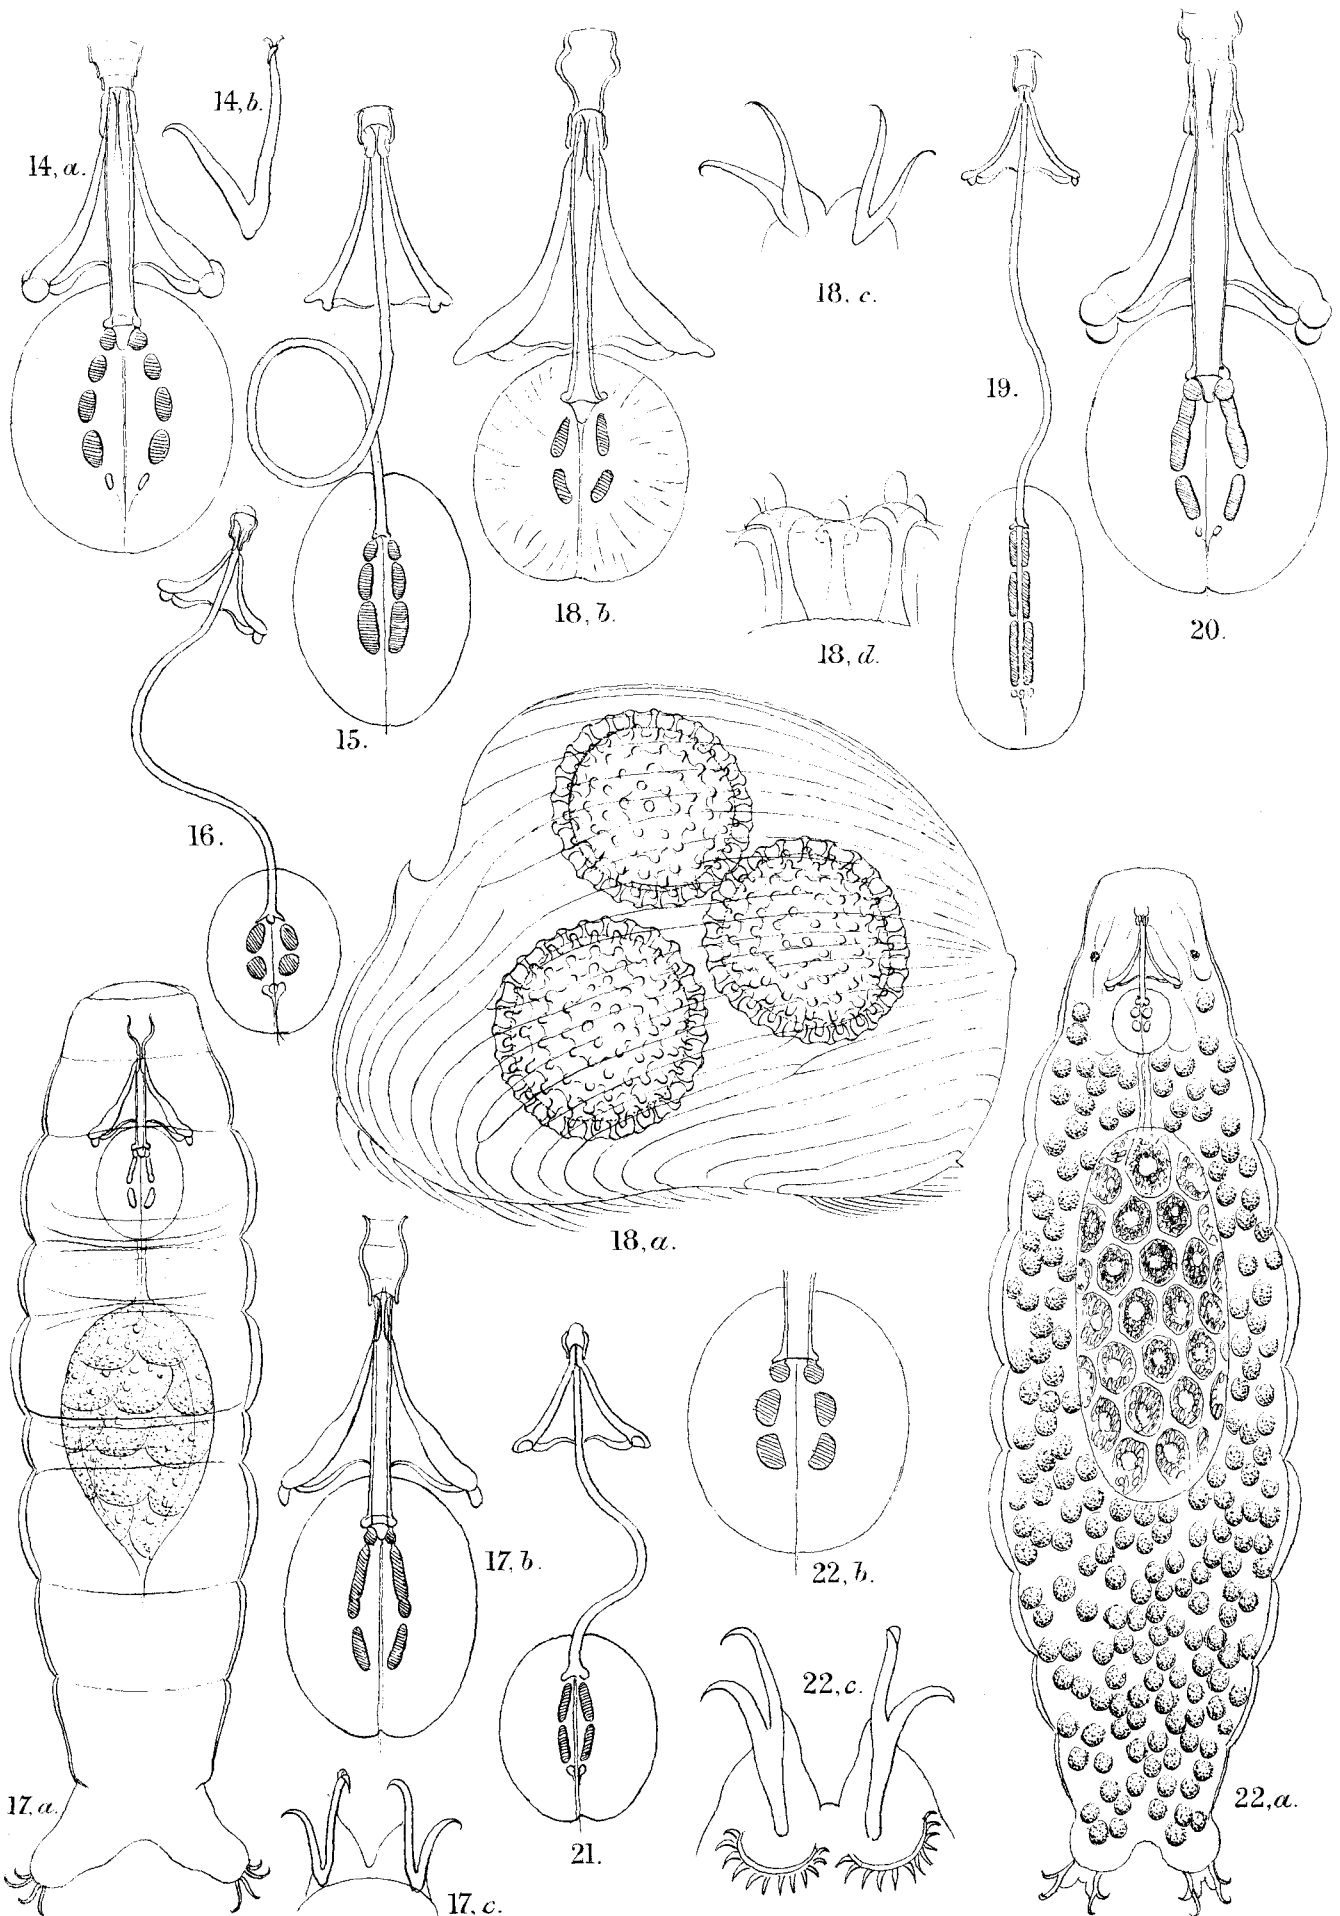 14, b.
14, a.
18, c.
19.
18, b.
18, d.
20.
15.
16.
18, a.
17, b.
22, b.
22, c.
17, a.
22, a.
21.
17, c.